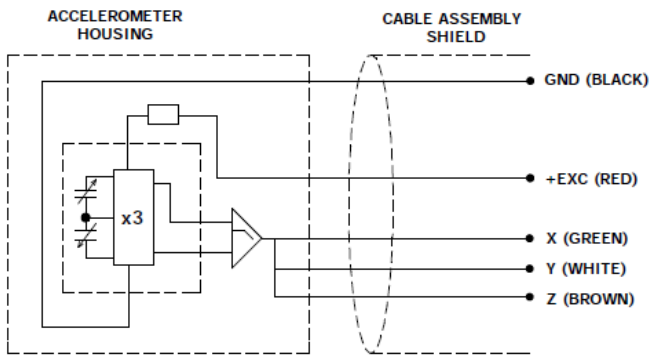 ACCELEROMETER
HOUSING
CABLE ASSEMBLY
SHIELD
GND (BLACK)
+EXC (RED)
x3
X (GREEN)
Y (WHITE)
Z (BROWN)